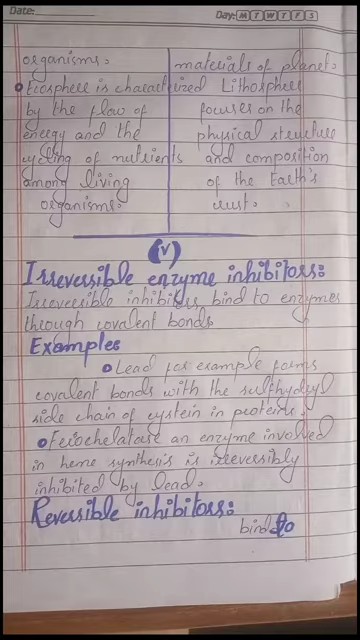 Date: Day: M T W T F S
organisms. materials of planet.
Ecosphere is characterized Lithosphere
by the flow of focuses on the
energy and the physical structure
cycling of nutrients and composition
among living of the Earth's
organisms. crust.
(v)
Irreversible enzyme inhibitors:
Irreversible inhibitors bind to enzymes
through covalent bonds
Examples
Lead for example forms
covalent bonds with the sulfhydryl
side chain of cystein in proteins.
Ferochelatase an enzyme involved
in heme synthesis is irreversibly
inhibited by lead.
Reversible inhibitors:
bind to